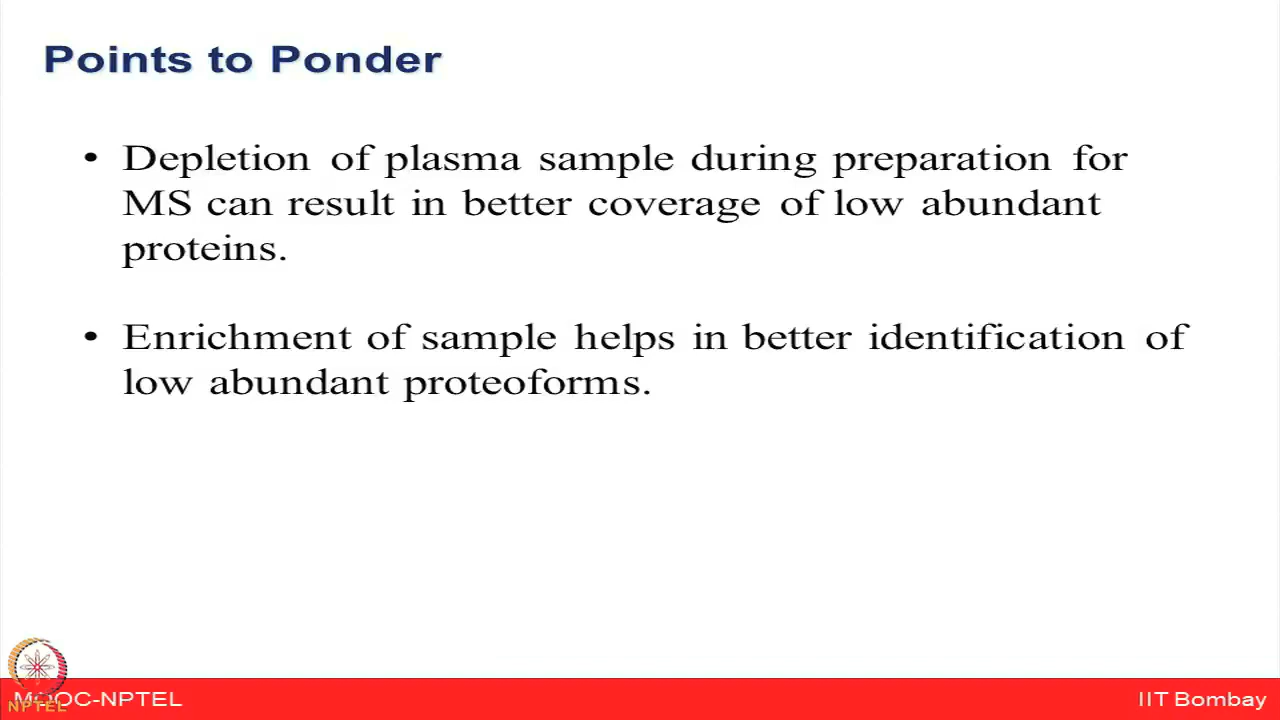 Points to Ponder
• Depletion of plasma sample during preparation for
MS can result in better coverage of low abundant
proteins.
• Enrichment of sample helps in better identification of
low abundant proteoforms.
MOOC-NPTEL
NPTEL
IIT Bombay